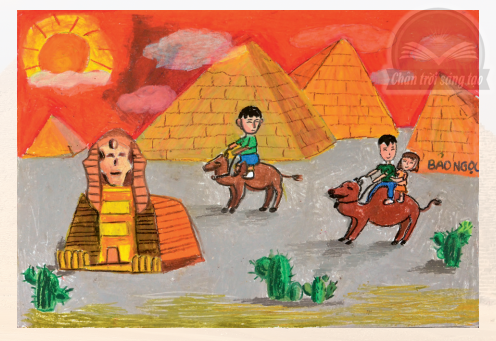 Chân trời sáng tạo
BẢO NGỌC